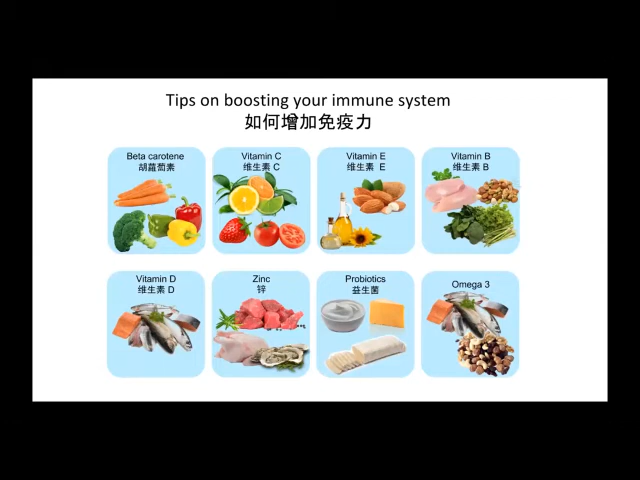 Tips on boosting your immune system
如何增加免疫力
Beta carotene
胡蘿蔔素
Vitamin C
维生素 C
Vitamin E
维生素 E
Vitamin B
维生素 B
Vitamin D
维生素 D
Zinc
锌
Probiotics
益生菌
Omega 3